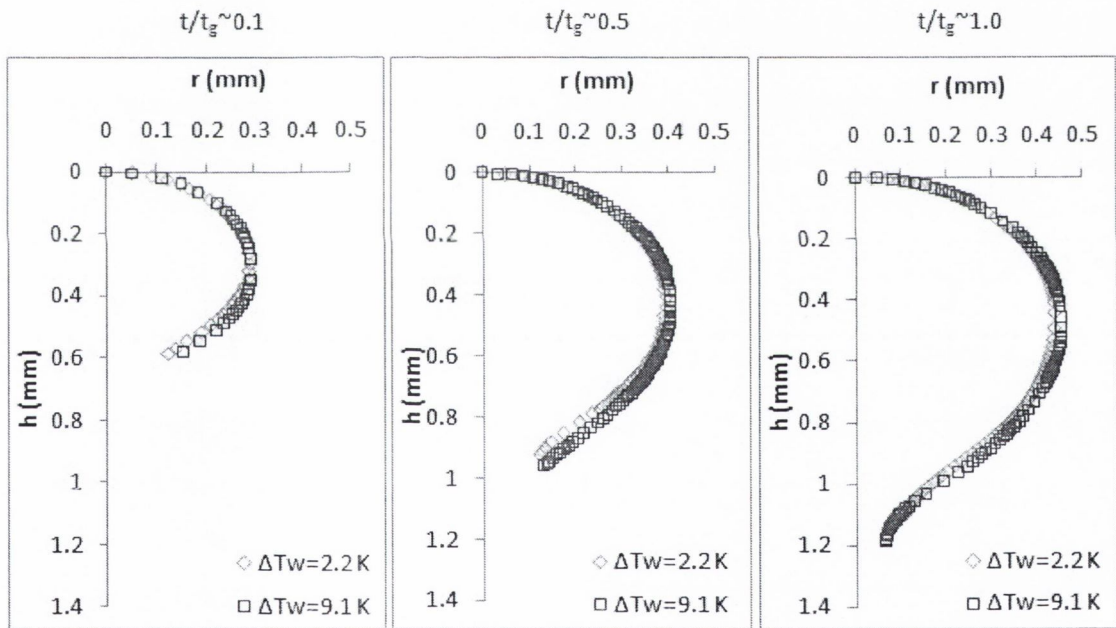 t/tg~0.1
t/tg~0.5
t/tg~1.0
r (mm)
0 0.1 0.2 0.3 0.4 0.5
0
0.2
0.4
0.6
0.8
1
1.2
1.4
h (mm)
◇ ΔTw=2.2 K
□ ΔTw=9.1 K
r (mm)
0 0.1 0.2 0.3 0.4 0.5
0
0.2
0.4
0.6
0.8
1
1.2
1.4
h (mm)
◇ ΔTw=2.2 K
□ ΔTw=9.1 K
r (mm)
0 0.1 0.2 0.3 0.4 0.5
0
0.2
0.4
0.6
0.8
1
1.2
1.4
h (mm)
◇ ΔTw=2.2 K
□ ΔTw=9.1 K